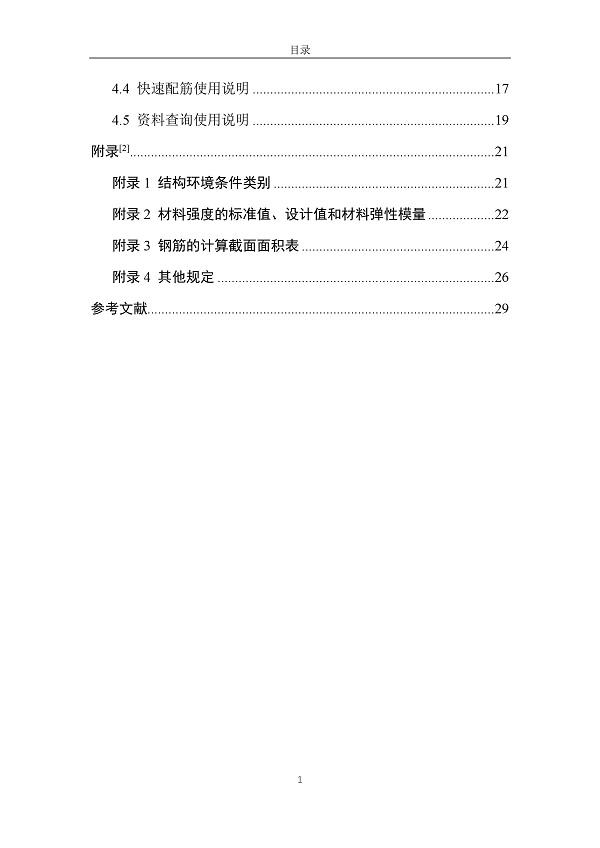 目录
4.4 快速配筋使用说明.....................................................................17
4.5 资料查询使用说明.....................................................................19
附录[2]........................................................................................................21
附录 1 结构环境条件类别...............................................................21
附录 2 材料强度的标准值、设计值和材料弹性模量...................22
附录 3 钢筋的计算截面面积表.......................................................24
附录 4 其他规定...............................................................................26
参考文献...................................................................................................29
1